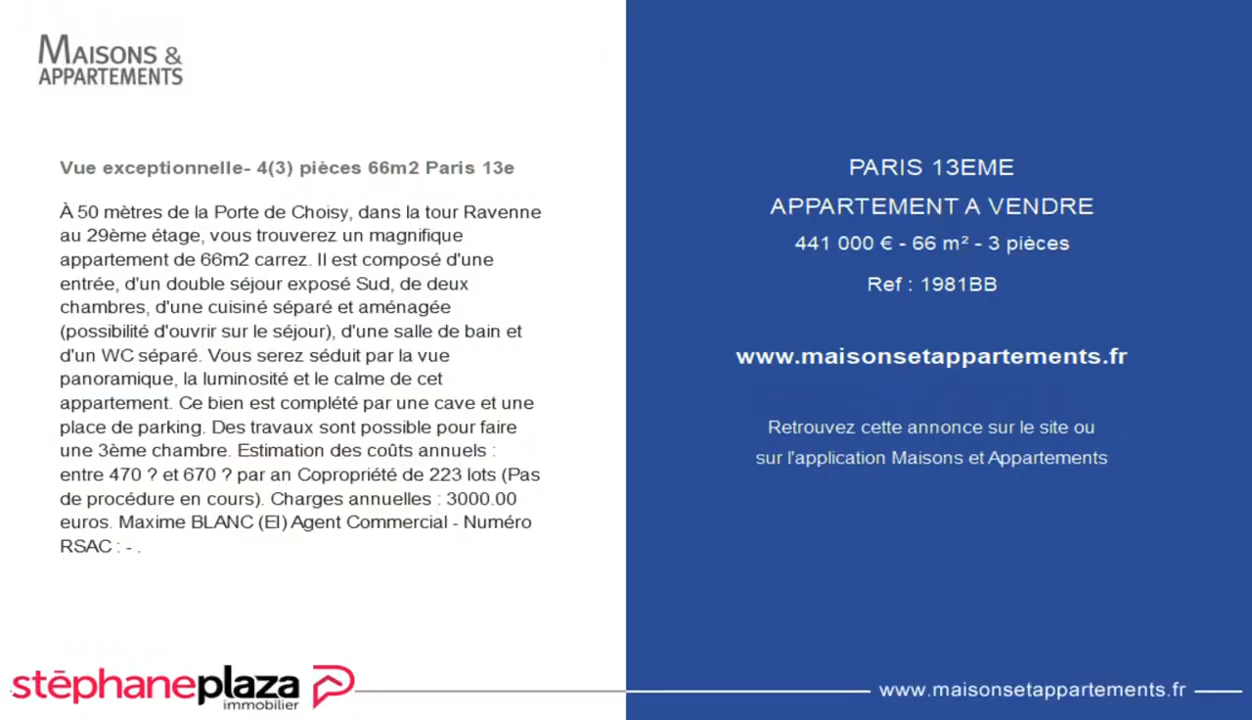 MAISONS &
APPARTEMENTS
Vue exceptionnelle- 4(3) pièces 66m2 Paris 13e
À 50 mètres de la Porte de Choisy, dans la tour Ravenne
au 29ème étage, vous trouverez un magnifique
appartement de 66m2 carrez. Il est composé d'une
entrée, d'un double séjour exposé Sud, de deux
chambres, d'une cuisiné séparé et aménagée
(possibilité d'ouvrir sur le séjour), d'une salle de bain et
d'un WC séparé. Vous serez séduit par la vue
panoramique, la luminosité et le calme de cet
appartement. Ce bien est complété par une cave et une
place de parking. Des travaux sont possible pour faire
une 3ème chambre. Estimation des coûts annuels :
entre 470 ? et 670 ? par an Copropriété de 223 lots (Pas
de procédure en cours). Charges annuelles : 3000.00
euros. Maxime BLANC (EI) Agent Commercial - Numéro
RSAC : - .
stéphaneplaza
immobilier
PARIS 13EME
APPARTEMENT A VENDRE
441 000 € - 66 m² - 3 pièces
Ref : 1981BB
www.maisonsetappartements.fr
Retrouvez cette annonce sur le site ou
sur l'application Maisons et Appartements
www.maisonsetappartements.fr